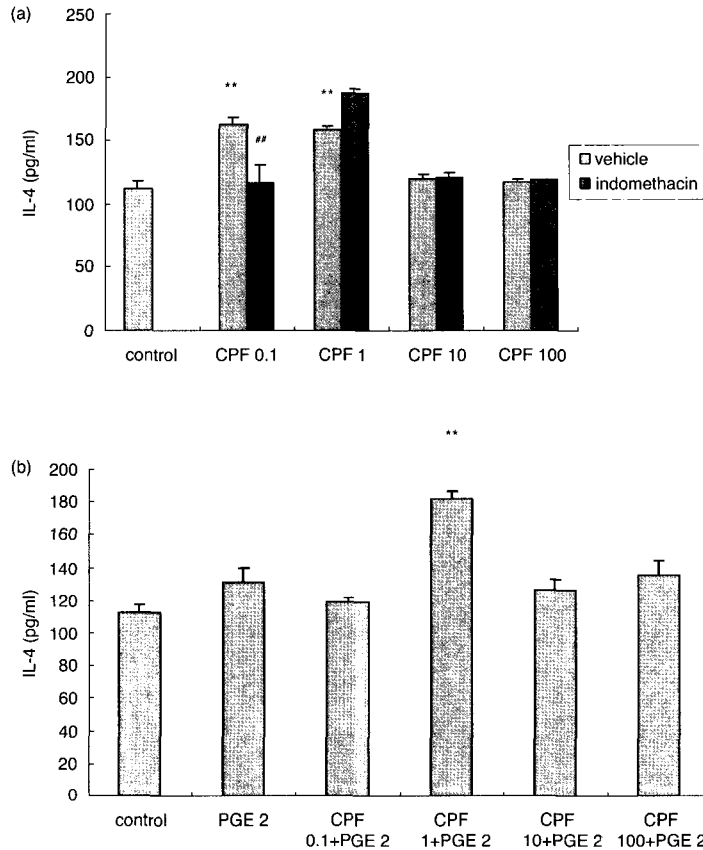 (a)
250
200
150
100
50
0
IL-4 (pg/ml)
**
##
**
vehicle
indomethacin
control CPF 0.1 CPF 1 CPF 10 CPF 100
(b)
**
200
180
160
140
120
100
80
60
40
20
0
IL-4 (pg/ml)
control PGE 2 CPF CPF CPF CPF
0.1+PGE 2 1+PGE 2 10+PGE 2 100+PGE 2